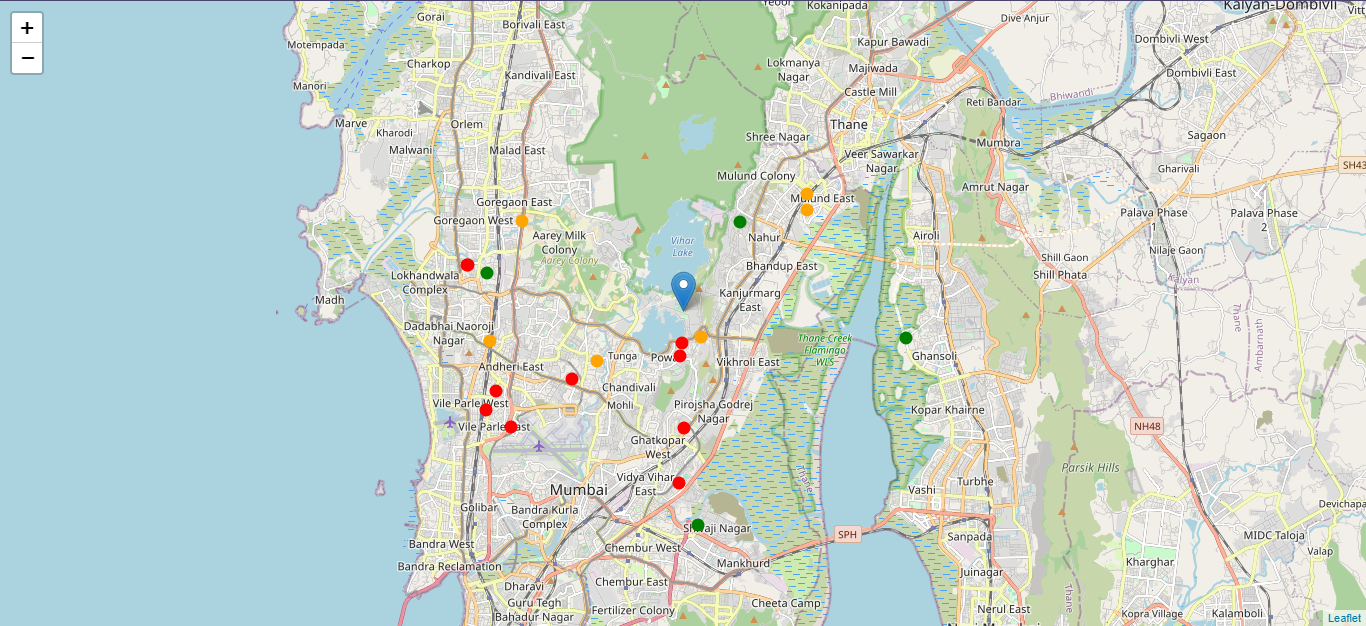 Gorai
Borivali East
Yeoor
Kokanipada
Dive Anjur
Kalyan-Dombivli
Vitt
+
−
Motempada
Charkop
Kandivali East
Lokmanya
Nagar
Kapur Bawadi
Majiwada
Castle Mill
Dombivli West
Dombivli East
Manori
Bhiwandi
Reti Bandar
Marve
Kharodi
Orlem
Malwani
Malad East
Shree Nagar
Thane
Veer Sawarkar
Nagar
Mumbra
Sagaon
Gharivali
SH43
Mulund Colony
Mulund East
Amrut Nagar
Goregaon East
Goregaon West
Aarey Milk
Colony
Aarey Colony
Vihar
Lake
Nahur
Airoli
Palava Phase
1
Palava Phase
2
Nilaje Gaon
Bhandup East
Shil Gaon
Shill Phata
Kalyan
Lokhandwala
Complex
Madh
Kanjurmarg
East
Thane
Ambarnath
Dadabhai Naoroji
Nagar
Thane Creek
Flamingo
WLS
Ghansoli
Tunga
Vikhroli East
Andheri East
Chandivali
Vile Parle West
Mohli
Pirojsha Godrej
Nagar
Kopar Khairne
NH48
Ghatkopar
West
Parsik Hills
Vidya Vihar
East
Thane
Mumbai
Vashi
Turbhe
Golibar
Bandra Kurla
Complex
Devichapa
SPH
Sanpada
MIDC Taloja
Bandra West
Chembur West
Valap
Bandra Reclamation
Mankhurd
Juinagar
Kharghar
Dharavi
Chembur East
Thane
Guru Tegh
Bahadur Nagar
Fertilizer Colony
Cheeta Camp
Nerul East
Kopra Village
Kolamboli
Leaflet